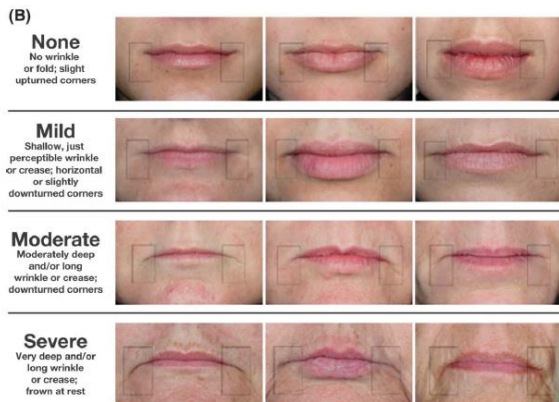 (B)
None
No wrinkle
or fold; slight
upturned corners
Mild
Shallow, just
perceptible wrinkle
or crease; horizontal
or slightly
downturned corners
Moderate
Moderately deep
and/or long
wrinkle or crease;
downturned corners
Severe
Very deep and/or
long wrinkle
or crease;
frown at rest